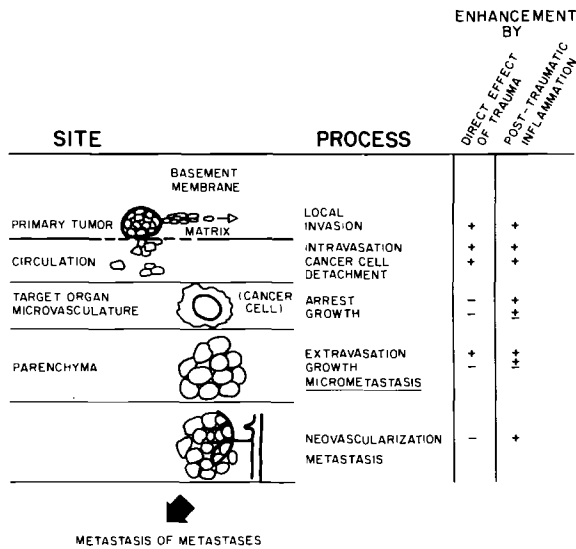 ENHANCEMENT
BY
DIRECT EFFECT
OF TRAUMA
POST-TRAUMATIC
INFLAMMATION
SITE PROCESS
BASEMENT
MEMBRANE
PRIMARY TUMOR MATRIX LOCAL
INVASION + +
CIRCULATION INTRAVASATION + +
CANCER CELL + +
DETACHMENT
TARGET ORGAN
MICROVASCULATURE
(CANCER
CELL)
ARREST − +
GROWTH − ±
PARENCHYMA
EXTRAVASATION + +
GROWTH − ±
MICROMETASTASIS
NEOVASCULARIZATION − +
METASTASIS
METASTASIS OF METASTASES